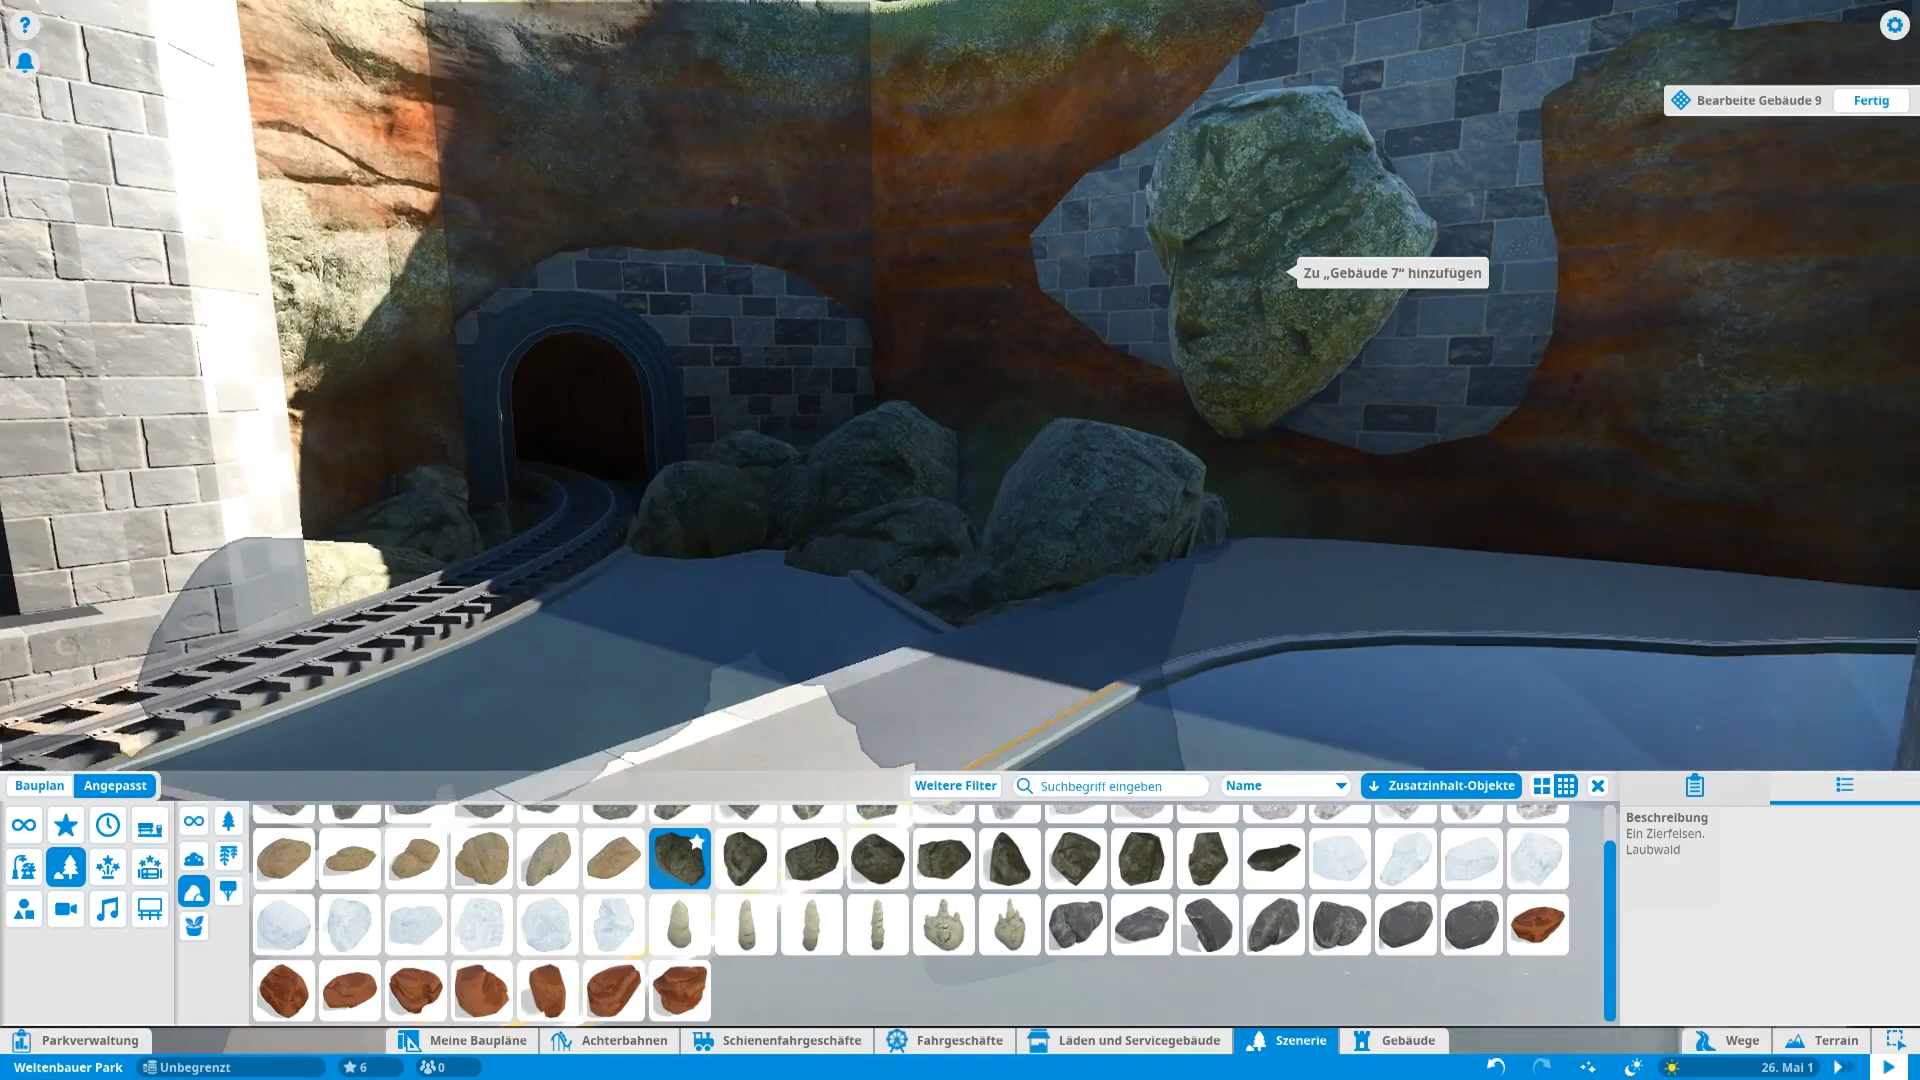 ?
Bearbeite Gebäude 9
Fertig
Zu „Gebäude 7“ hinzufügen
Bauplan
Angepasst
Weitere Filter
Suchbegriff eingeben
Name
Zusatzinhalt-Objekte
Beschreibung
Ein Zierfelsen.
Laubwald
Parkverwaltung
Meine Baupläne
Achterbahnen
Schienenfahrgeschäfte
Fahrgeschäfte
Läden und Servicegebäude
Szenerie
Gebäude
Wege
Terrain
Weltenbauer Park
Unbegrenzt
6
0
26. Mai 1